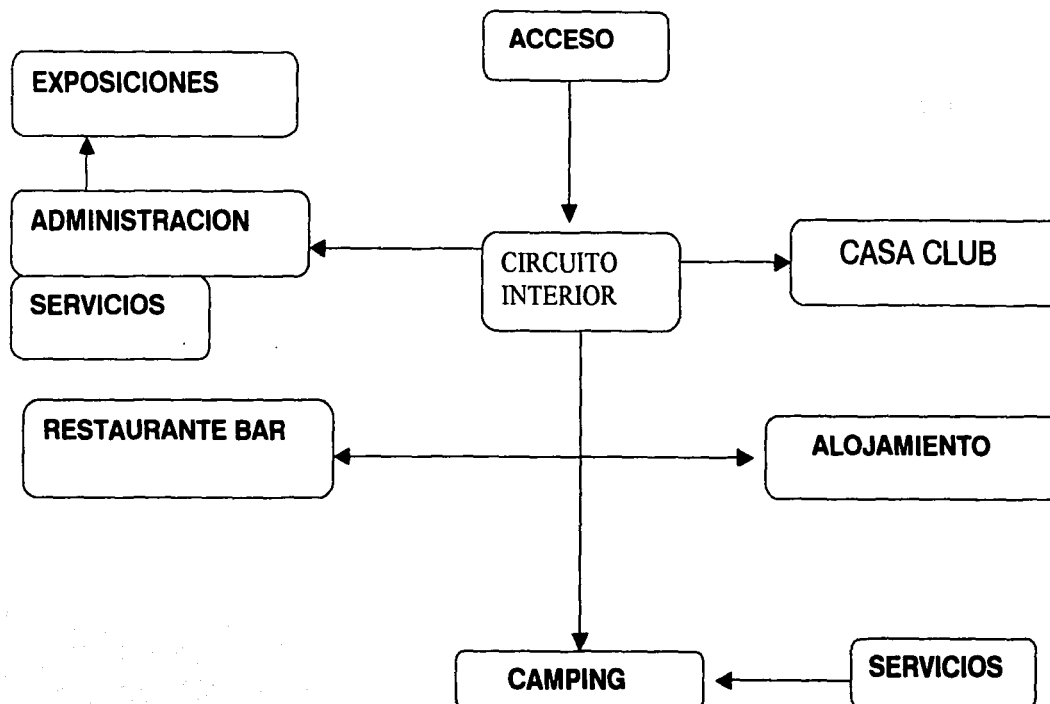 ACCESO
EXPOSICIONES
ADMINISTRACION
SERVICIOS
CIRCUITO
INTERIOR
CASA CLUB
RESTAURANTE BAR
ALOJAMIENTO
CAMPING
SERVICIOS